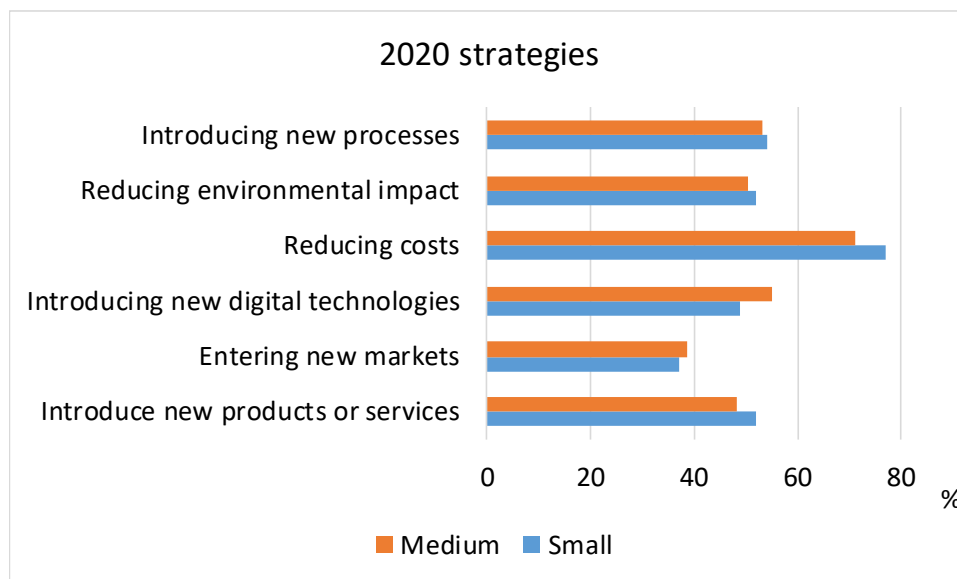 2020 strategies
Introducing new processes
Reducing environmental impact
Reducing costs
Introducing new digital technologies
Entering new markets
Introduce new products or services
0 20 40 60 80
%
Medium Small